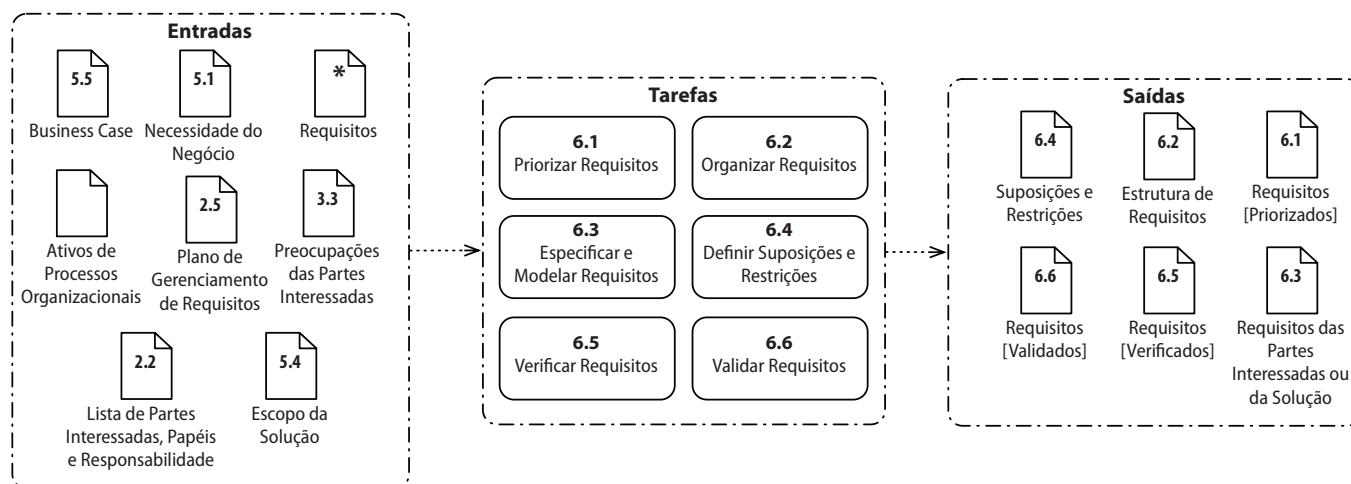 Entradas
5.5
Business Case
5.1
Necessidade do
Negócio
*
Requisitos
Ativos de
Processos
Organizacionais
2.5
Plano de
Gerenciamento
de Requisitos
3.3
Preocupações
das Partes
Interessadas
2.2
Lista de Partes
Interessadas, Papéis
e Responsabilidade
5.4
Escopo da
Solução
Tarefas
6.1
Priorizar Requisitos
6.2
Organizar Requisitos
6.3
Especificar e
Modelar Requisitos
6.4
Definir Suposições e
Restrições
6.5
Verificar Requisitos
6.6
Validar Requisitos
Saídas
6.4
Suposições e
Restrições
6.2
Estrutura de
Requisitos
6.1
Requisitos
[Priorizados]
6.6
Requisitos
[Validados]
6.5
Requisitos
[Verificados]
6.3
Requisitos das
Partes
Interessadas ou
da Solução